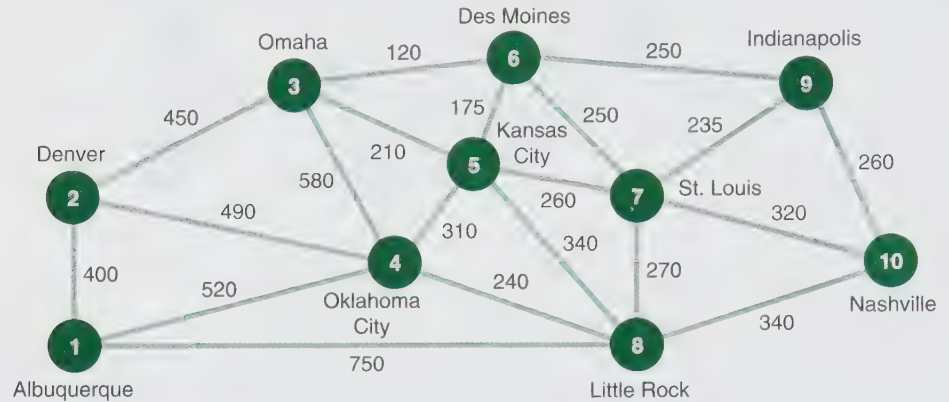 Des Moines
Omaha
Indianapolis
120
250
6
3
9
450
175
Kansas
City
250
235
Denver
210
5
260
580
2
490
260
7
St. Louis
320
310
340
4
10
400
520
240
270
Oklahoma
City
Nashville
340
1
750
8
Albuquerque
Little Rock